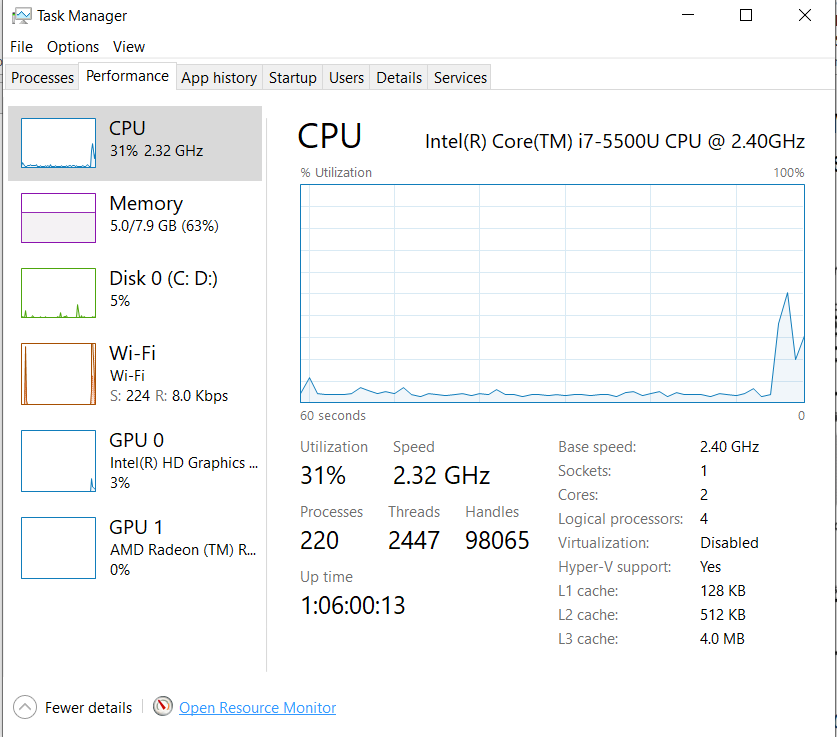 Task Manager
File Options View
Processes Performance App history Startup Users Details Services
CPU
31% 2.32 GHz
Memory
5.0/7.9 GB (63%)
Disk 0 (C: D:)
5%
Wi-Fi
Wi-Fi
S: 224 R: 8.0 Kbps
GPU 0
Intel(R) HD Graphics ...
3%
GPU 1
AMD Radeon (TM) R...
0%
CPU Intel(R) Core(TM) i7-5500U CPU @ 2.40GHz
% Utilization 100%
60 seconds 0
Utilization Speed
31% 2.32 GHz
Processes Threads Handles
220 2447 98065
Up time
1:06:00:13
Base speed: 2.40 GHz
Sockets: 1
Cores: 2
Logical processors: 4
Virtualization: Disabled
Hyper-V support: Yes
L1 cache: 128 KB
L2 cache: 512 KB
L3 cache: 4.0 MB
Fewer details Open Resource Monitor